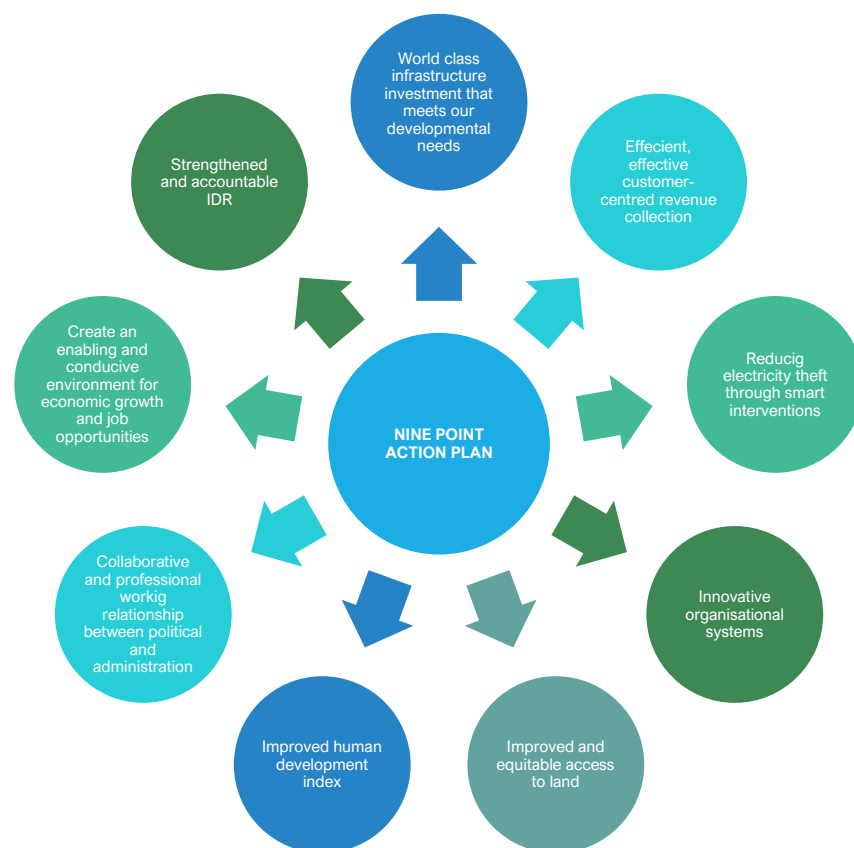 World class
infrastructure
investment that
meets our
developmental
needs
Effecient,
effective
customer-
centred revenue
collection
Reducig
electricity theft
through smart
interventions
Innovative
organisational
systems
Improved and
equitable access
to land
Improved human
development
index
Collaborative
and professional
workig
relationship
between political
and
administration
Create an
enabling and
conducive
environment for
economic growth
and job
opportunities
Strengthened
and accountable
IDR
NINE POINT
ACTION PLAN